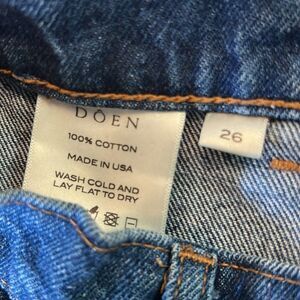 DÔEN
100% COTTON
MADE IN USA
WASH COLD AND
LAY FLAT TO DRY
26